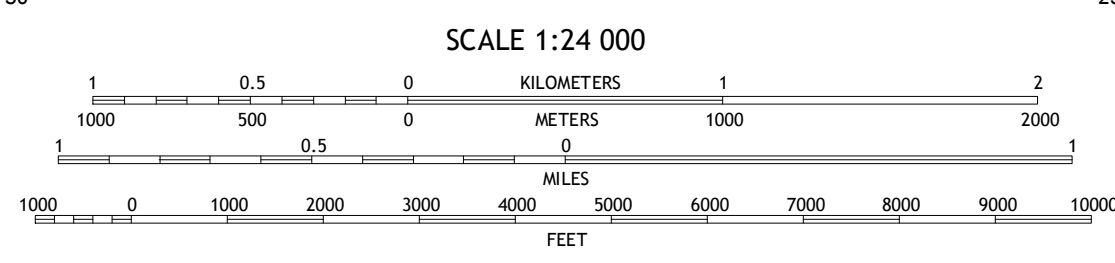 SCALE 1:24 000
1 0.5 0 KILOMETERS 1 2
1000 500 0 METERS 1000 2000
1 0.5 0 1
MILES
1000 0 1000 2000 3000 4000 5000 6000 7000 8000 9000 10000
FEET